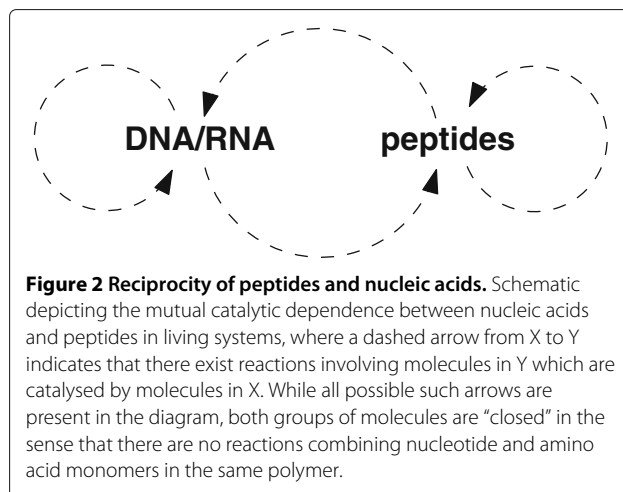 DNA/RNA peptides
Figure 2 Reciprocity of peptides and nucleic acids. Schematic
depicting the mutual catalytic dependence between nucleic acids
and peptides in living systems, where a dashed arrow from X to Y
indicates that there exist reactions involving molecules in Y which are
catalysed by molecules in X. While all possible such arrows are
present in the diagram, both groups of molecules are “closed” in the
sense that there are no reactions combining nucleotide and amino
acid monomers in the same polymer.